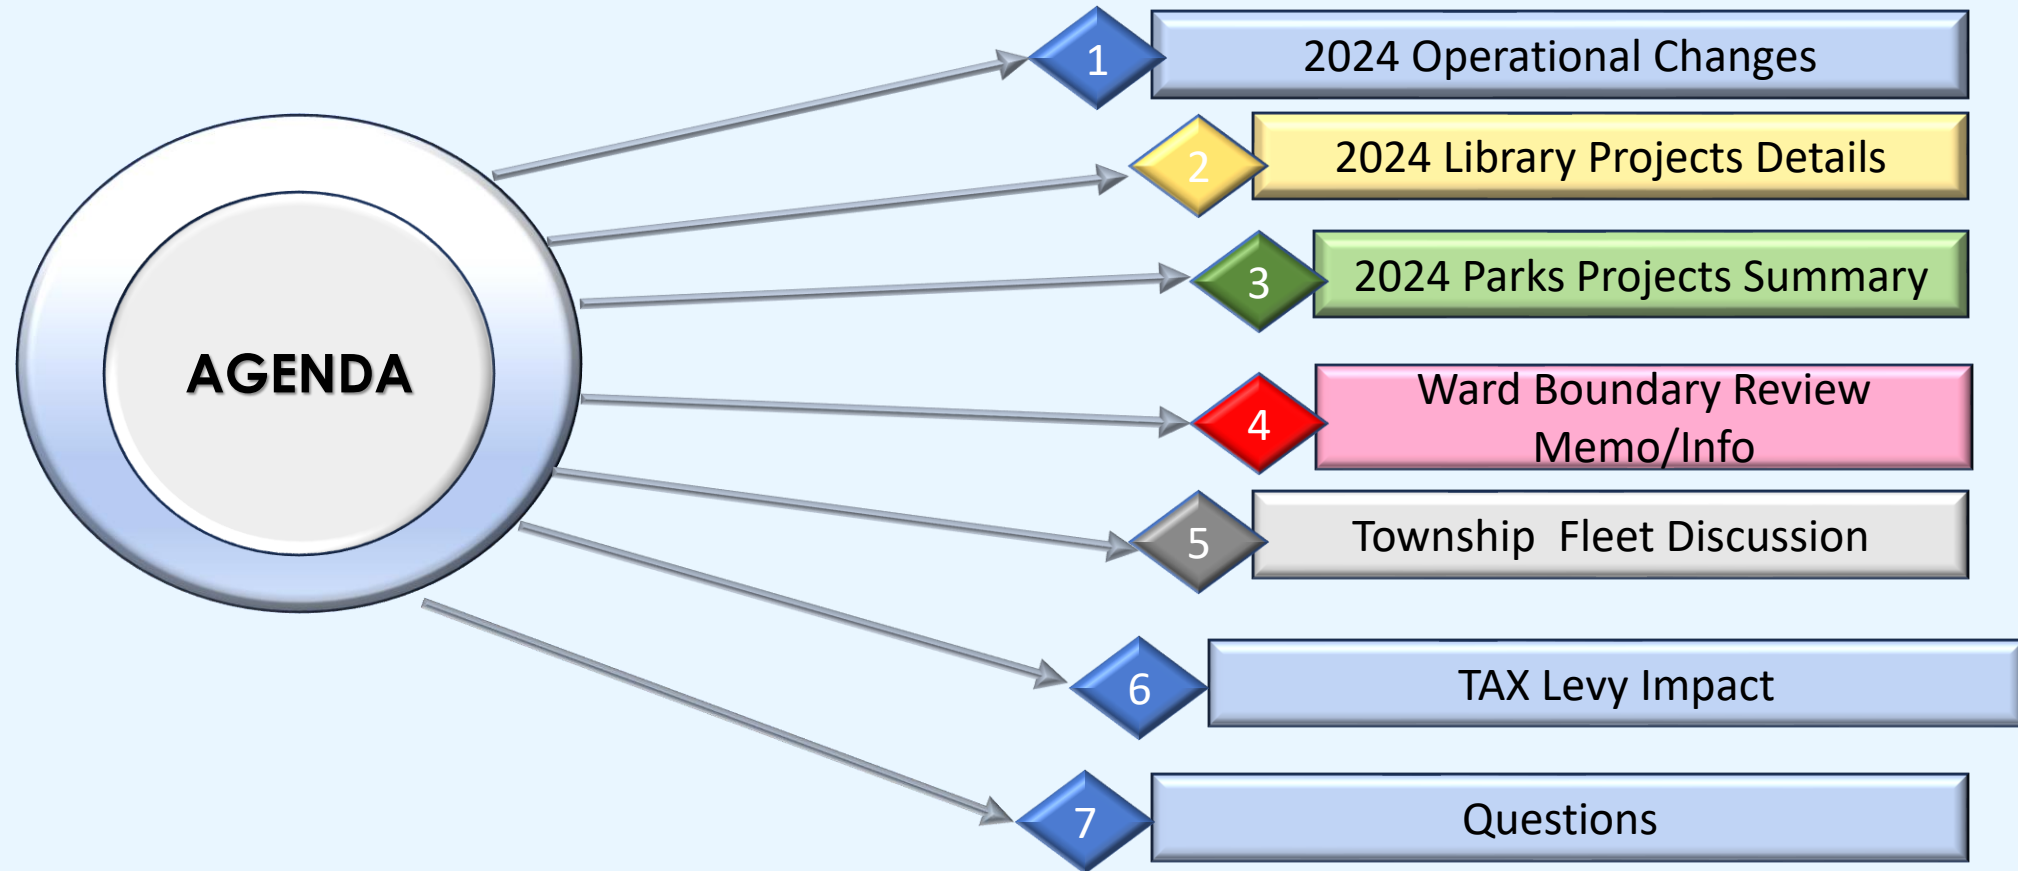 AGENDA
1
2024 Operational Changes
2
2024 Library Projects Details
3
2024 Parks Projects Summary
4
Ward Boundary Review
Memo/Info
5
Township  Fleet Discussion
6
TAX Levy Impact
7
Questions